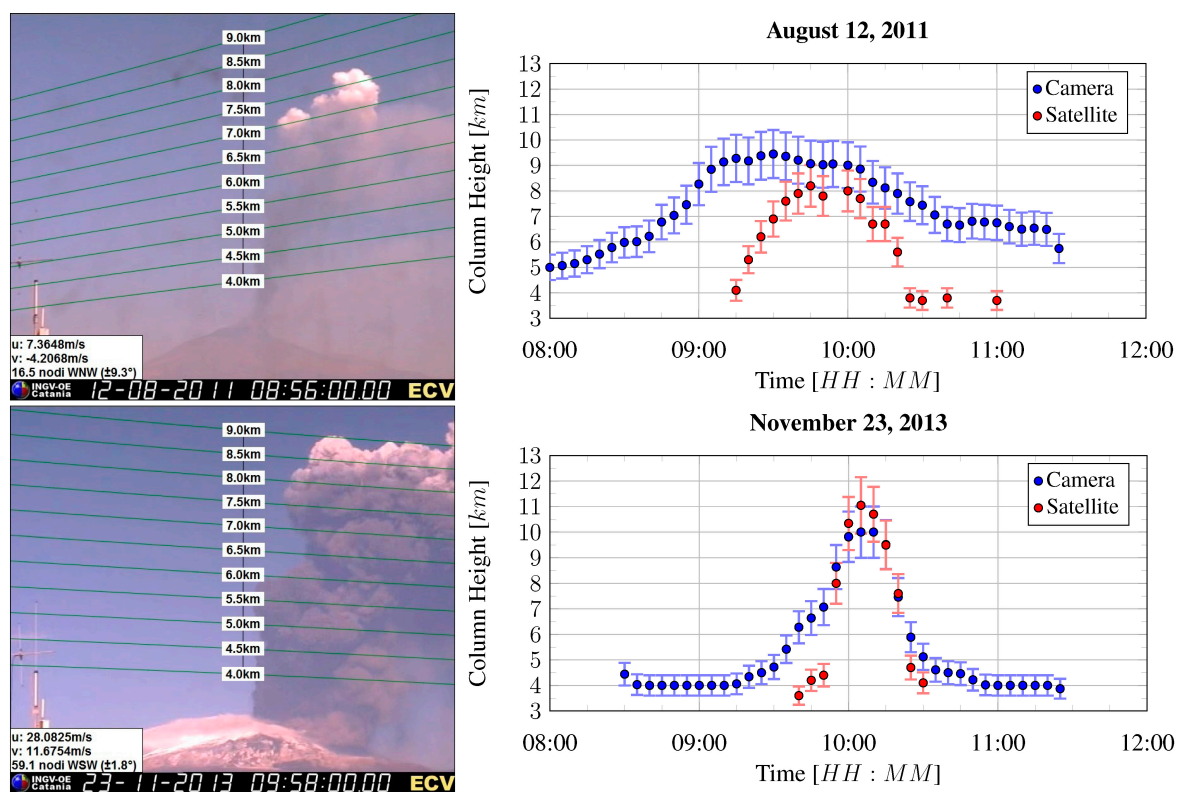 9.0km
8.5km
8.0km
7.5km
7.0km
6.5km
6.0km
5.5km
5.0km
4.5km
4.0km
u: 7.3648m/s
v: -4.2068m/s
16.5 nodi WNW (±9.3°)
INGV-OE
Catania
12-08-2011 08:56:00.00 ECV
August 12, 2011
Column Height [km]
13
12
11
10
9
8
7
6
5
4
3
Camera
Satellite
08:00 09:00 10:00 11:00 12:00
Time [HH : MM]
9.0km
8.5km
8.0km
7.5km
7.0km
6.5km
6.0km
5.5km
5.0km
4.5km
4.0km
u: 28.0825m/s
v: 11.6754m/s
59.1 nodi WSW (±1.8°)
INGV-OE
Catania
23-11-2013 09:58:00.00 ECV
November 23, 2013
Column Height [km]
13
12
11
10
9
8
7
6
5
4
3
Camera
Satellite
08:00 09:00 10:00 11:00 12:00
Time [HH : MM]